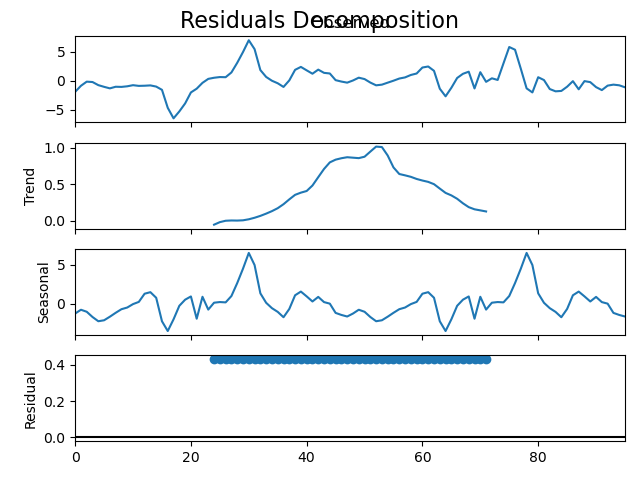 Residuals Decomposition
Observed
5
0
−5
Trend
1.0
0.5
0.0
Seasonal
5
0
Residual
0.4
0.2
0.0
0 20 40 60 80